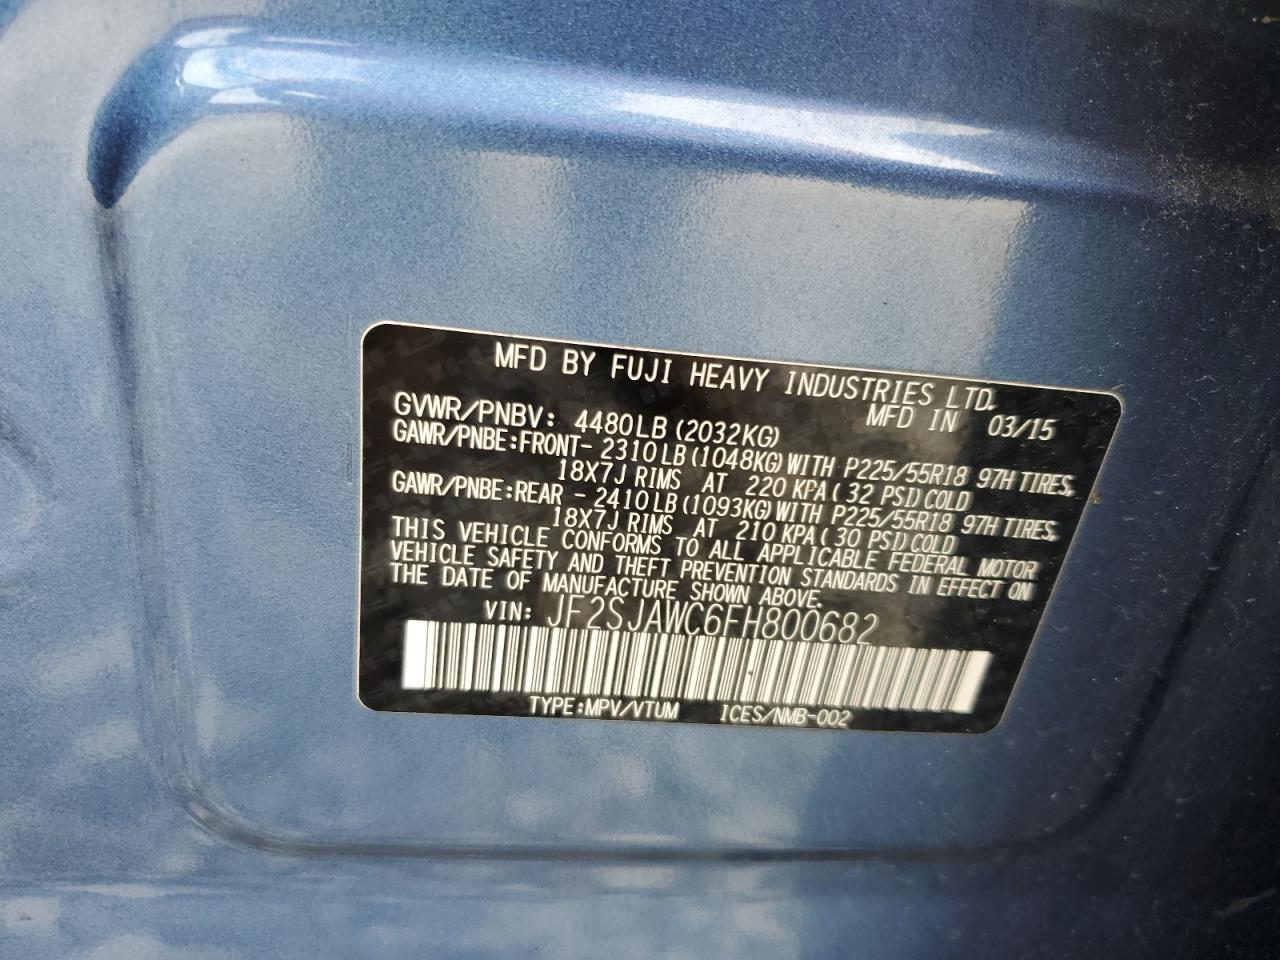 MFD BY FUJI HEAVY INDUSTRIES LTD.
MFD IN 03/15
GVWR/PNBV: 4480LB (2032KG)
GAWR/PNBE:FRONT- 2310LB (1048KG) WITH P225/55R18 97H TIRES,
18X7J RIMS AT 220 KPA (32 PSI) COLD
GAWR/PNBE:REAR - 2410LB (1093KG) WITH P225/55R18 97H TIRES,
18X7J RIMS AT 210 KPA (30 PSI) COLD
THIS VEHICLE CONFORMS TO ALL APPLICABLE FEDERAL MOTOR
VEHICLE SAFETY AND THEFT PREVENTION STANDARDS IN EFFECT ON
THE DATE OF MANUFACTURE SHOWN ABOVE.
VIN: JF2SJAWC6FH800682
TYPE:MPV/VTUM ICES/NMB-002